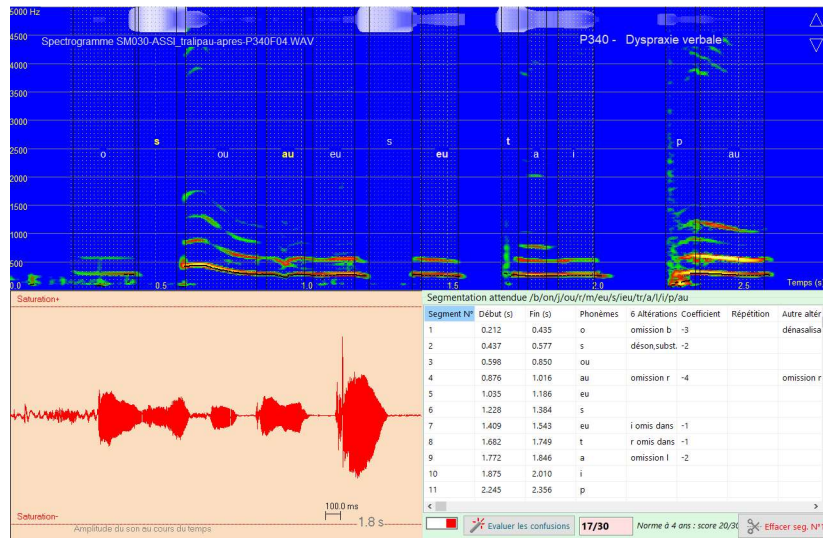 5000 Hz
4500
Spectrogramme SM030-ASSI_tralipau-apres-P340F04.WAV
P340 - Dyspraxie verbale
4000
3500
3000
2500
o s ou au eu s eu t a i p au
2000
1500
1000
500
0.0 0.5 1.0 1.5 2.0 2.5 Temps (s
Saturation+
100.0 ms
1.8 s
Saturation-
Amplitude du son au cours du temps
Segmentation attendue /b/on/j/ou/r/m/eu/s/ieu/tr/a/l/i/p/au
Segment N° Début (s) Fin (s) Phonèmes 6 Altérations Coefficient Répétition Autre altér
1 0.212 0.435 o omission b -3 dénasalisa
2 0.437 0.577 s déson,subst. -2
3 0.598 0.850 ou
4 0.876 1.016 au omission r -4 omission r
5 1.035 1.186 eu
6 1.228 1.384 s
7 1.409 1.543 eu i omis dans -1
8 1.682 1.749 t r omis dans -1
9 1.772 1.846 a omission l -2
10 1.875 2.010 i
11 2.245 2.356 p
Evaluer les confusions 17/30 Norme à 4 ans : score 20/30 Effacer seg. N°1